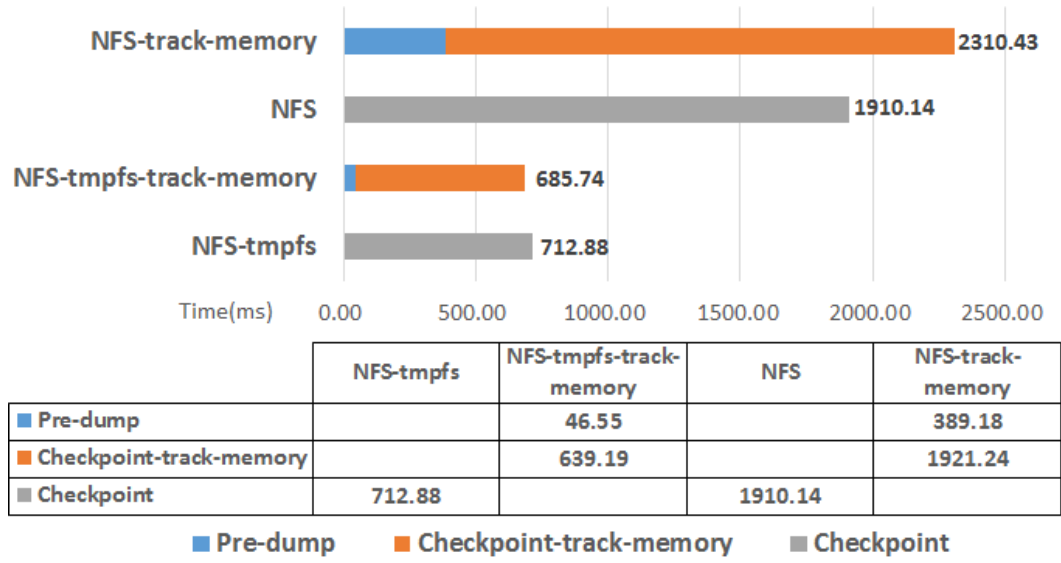 NFS-track-memory 2310.43
NFS 1910.14
NFS-tmpfs-track-memory 685.74
NFS-tmpfs 712.88
Time(ms) 0.00 500.00 1000.00 1500.00 2000.00 2500.00
NFS-tmpfs NFS-tmpfs-track-memory NFS NFS-track-memory
Pre-dump 46.55 389.18
Checkpoint-track-memory 639.19 1921.24
Checkpoint 712.88 1910.14
Pre-dump Checkpoint-track-memory Checkpoint